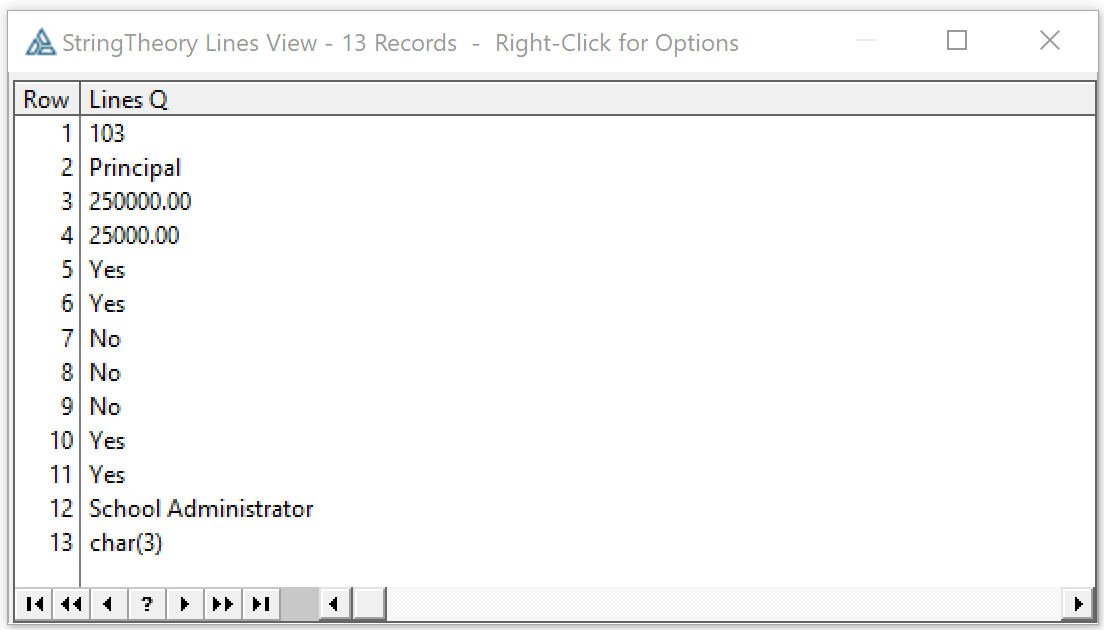 StringTheory Lines View - 13 Records - Right-Click for Options
Row Lines Q
1 103
2 Principal
3 250000.00
4 25000.00
5 Yes
6 Yes
7 No
8 No
9 No
10 Yes
11 Yes
12 School Administrator
13 char(3)
?